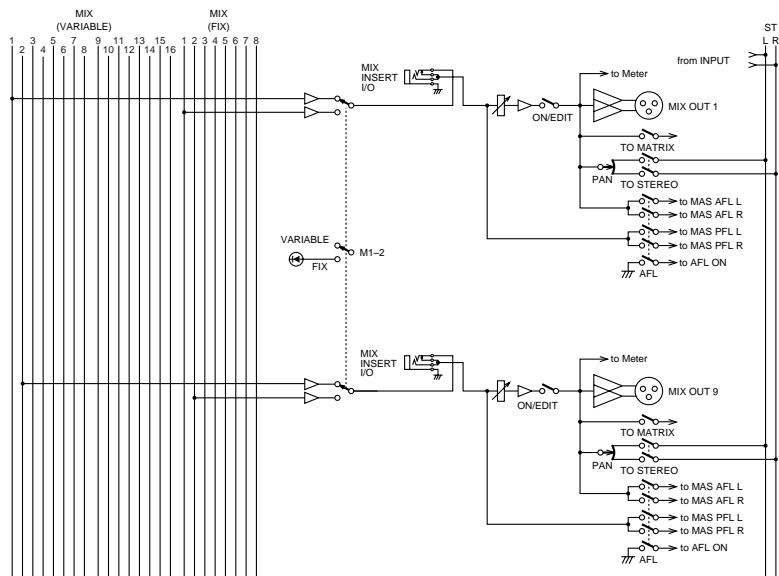 MIX
(VARIABLE)
MIX
(FIX)
1 2 3 4 5 6 7 8 9 10 11 12 13 14 15 16 1 2 3 4 5 6 7 8
ST
L R
from INPUT
MIX
INSERT
I/O
to Meter
MIX OUT 1
ON/EDIT
TO MATRIX
PAN
TO STEREO
to MAS AFL L
to MAS AFL R
to MAS PFL L
to MAS PFL R
to AFL ON
AFL
VARIABLE
M1–2
FIX
MIX
INSERT
I/O
to Meter
MIX OUT 9
ON/EDIT
TO MATRIX
PAN
TO STEREO
to MAS AFL L
to MAS AFL R
to MAS PFL L
to MAS PFL R
to AFL ON
AFL